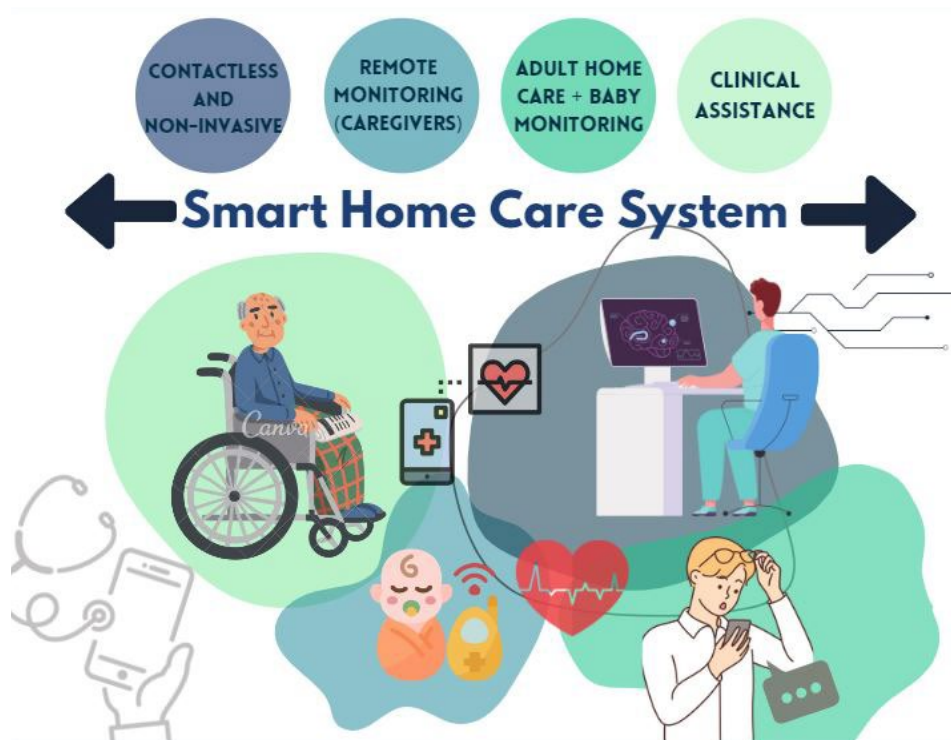 CONTACTLESS
AND
NON-INVASIVE
REMOTE
MONITORING
(CAREGIVERS)
ADULT HOME
CARE + BABY
MONITORING
CLINICAL
ASSISTANCE
Smart Home Care System
Canva